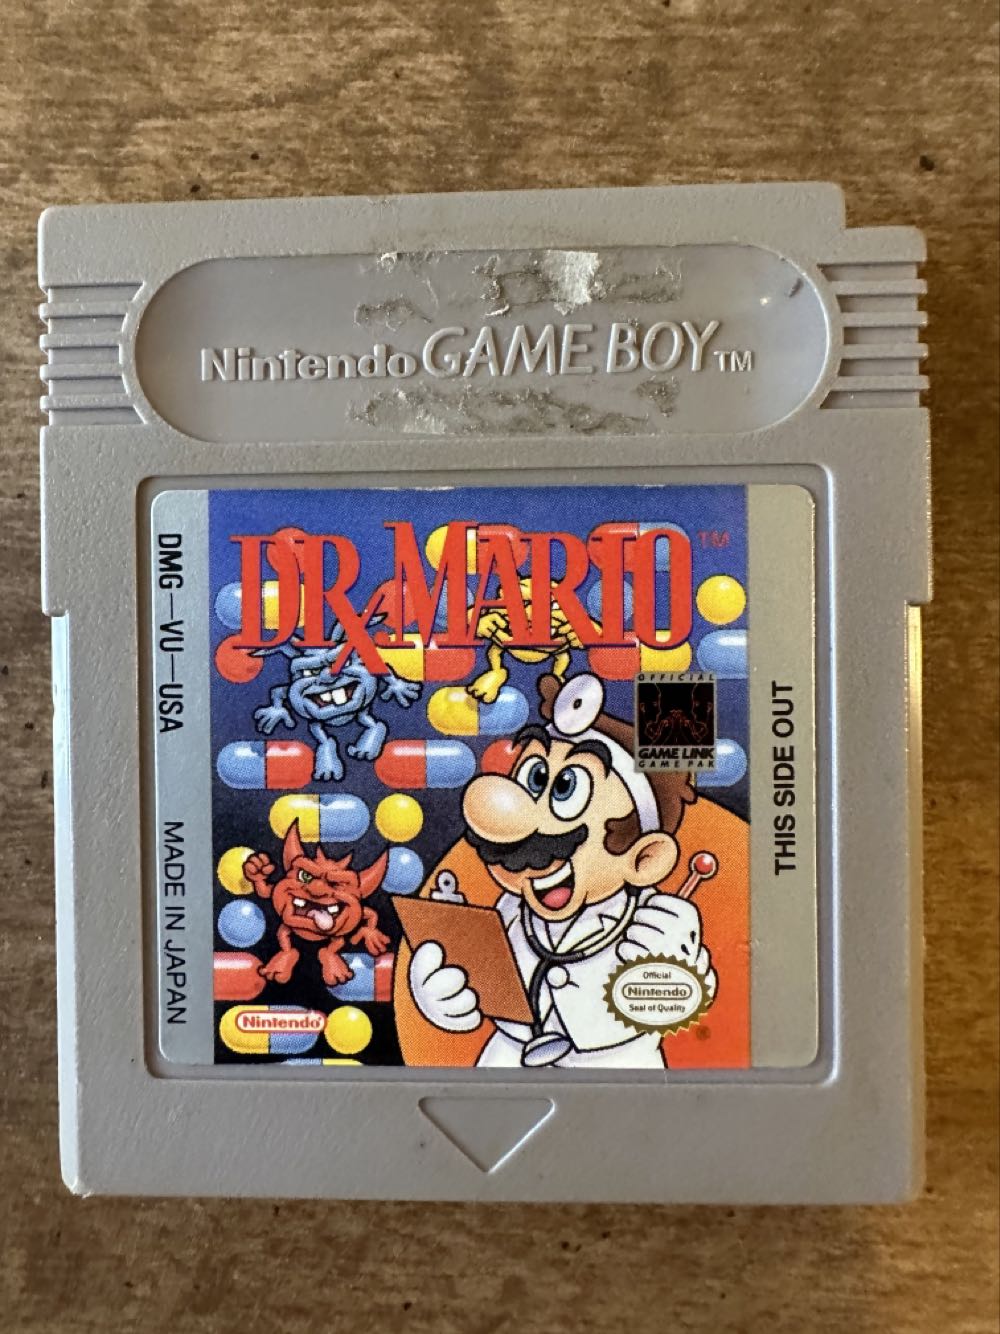 Nintendo GAME BOY TM
DMG-VU-USA
MADE IN JAPAN
DR. MARIO TM
OFFICIAL
GAME LINK
GAME PAK
THIS SIDE OUT
Official
Nintendo
Seal of Quality
®
Nintendo®